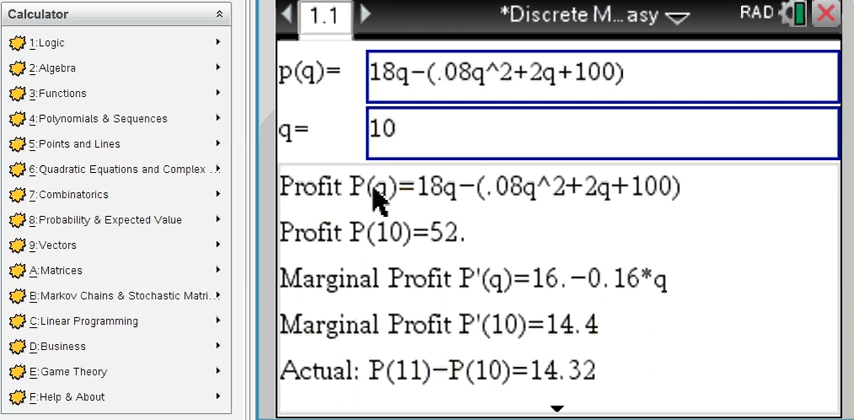 Calculator
1:Logic
2:Algebra
3:Functions
4:Polynomials & Sequences
5:Points and Lines
6:Quadratic Equations and Complex ...
7:Combinatorics
8:Probability & Expected Value
9:Vectors
A:Matrices
B:Markov Chains & Stochastic Matri...
C:Linear Programming
D:Business
E:Game Theory
F:Help & About
1.1 *Discrete M...asy RAD
p(q)= 18q−(.08q^2+2q+100)
q= 10
Profit P(q)=18q−(.08q^2+2q+100)
Profit P(10)=52.
Marginal Profit P'(q)=16.−0.16*q
Marginal Profit P'(10)=14.4
Actual: P(11)−P(10)=14.32